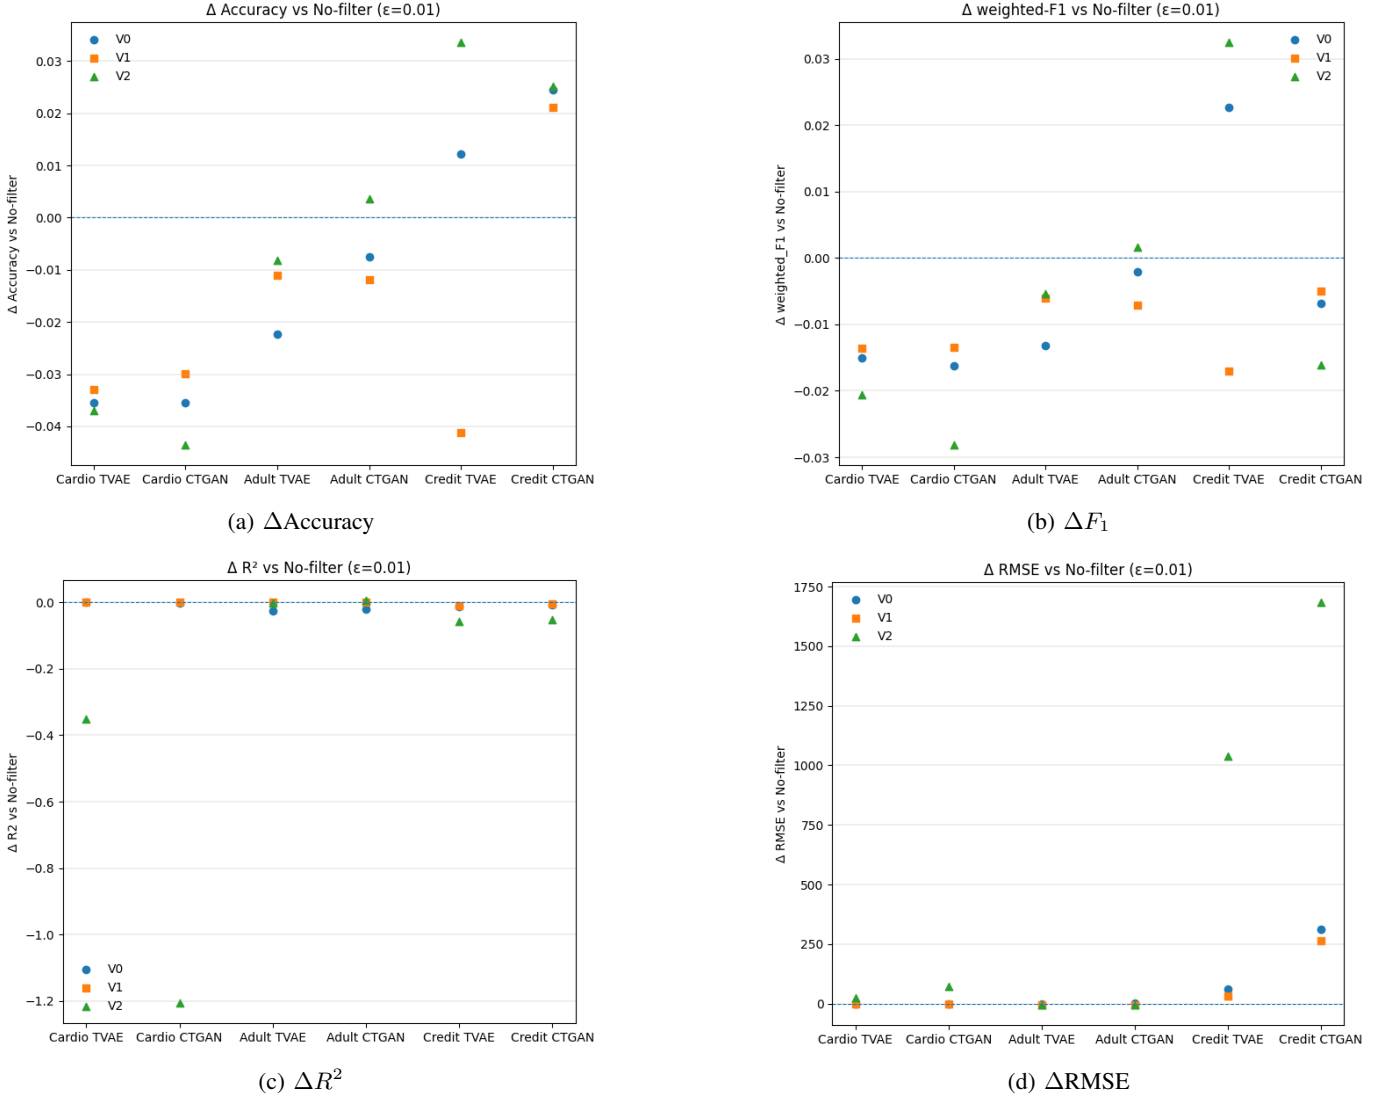 Δ Accuracy vs No-filter (ε=0.01)
V0
V1
V2
0.03
0.02
0.01
0.00
−0.01
−0.02
−0.03
−0.04
Δ Accuracy vs No-filter
Cardio TVAE Cardio CTGAN Adult TVAE Adult CTGAN Credit TVAE Credit CTGAN
(a) ΔAccuracy
Δ weighted-F1 vs No-filter (ε=0.01)
V0
V1
V2
0.03
0.02
0.01
0.00
−0.01
−0.02
−0.03
Δ weighted_F1 vs No-filter
Cardio TVAE Cardio CTGAN Adult TVAE Adult CTGAN Credit TVAE Credit CTGAN
(b) ΔF₁
Δ R² vs No-filter (ε=0.01)
0.0
−0.2
−0.4
−0.6
−0.8
−1.0
−1.2
Δ R2 vs No-filter
V0
V1
V2
Cardio TVAE Cardio CTGAN Adult TVAE Adult CTGAN Credit TVAE Credit CTGAN
(c) ΔR²
Δ RMSE vs No-filter (ε=0.01)
V0
V1
V2
1750
1500
1250
1000
750
500
250
0
Δ RMSE vs No-filter
Cardio TVAE Cardio CTGAN Adult TVAE Adult CTGAN Credit TVAE Credit CTGAN
(d) ΔRMSE